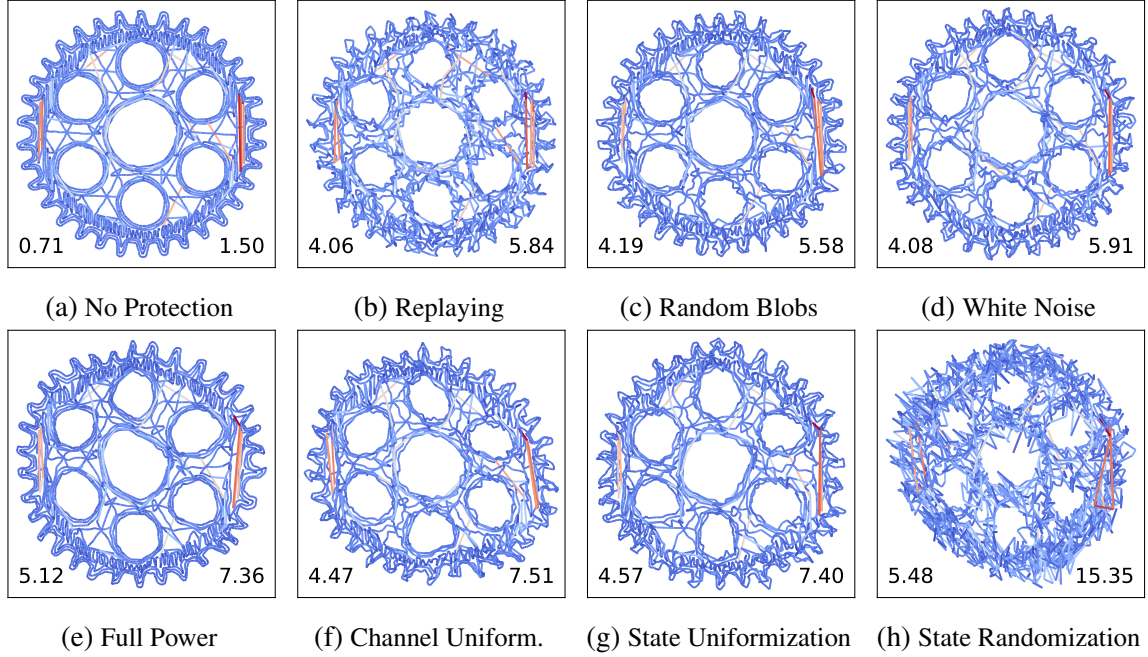 0.71 1.50
4.06 5.84
4.19 5.58
4.08 5.91
(a) No Protection
(b) Replaying
(c) Random Blobs
(d) White Noise
5.12 7.36
4.47 7.51
4.57 7.40
5.48 15.35
(e) Full Power
(f) Channel Uniform.
(g) State Uniformization
(h) State Randomization